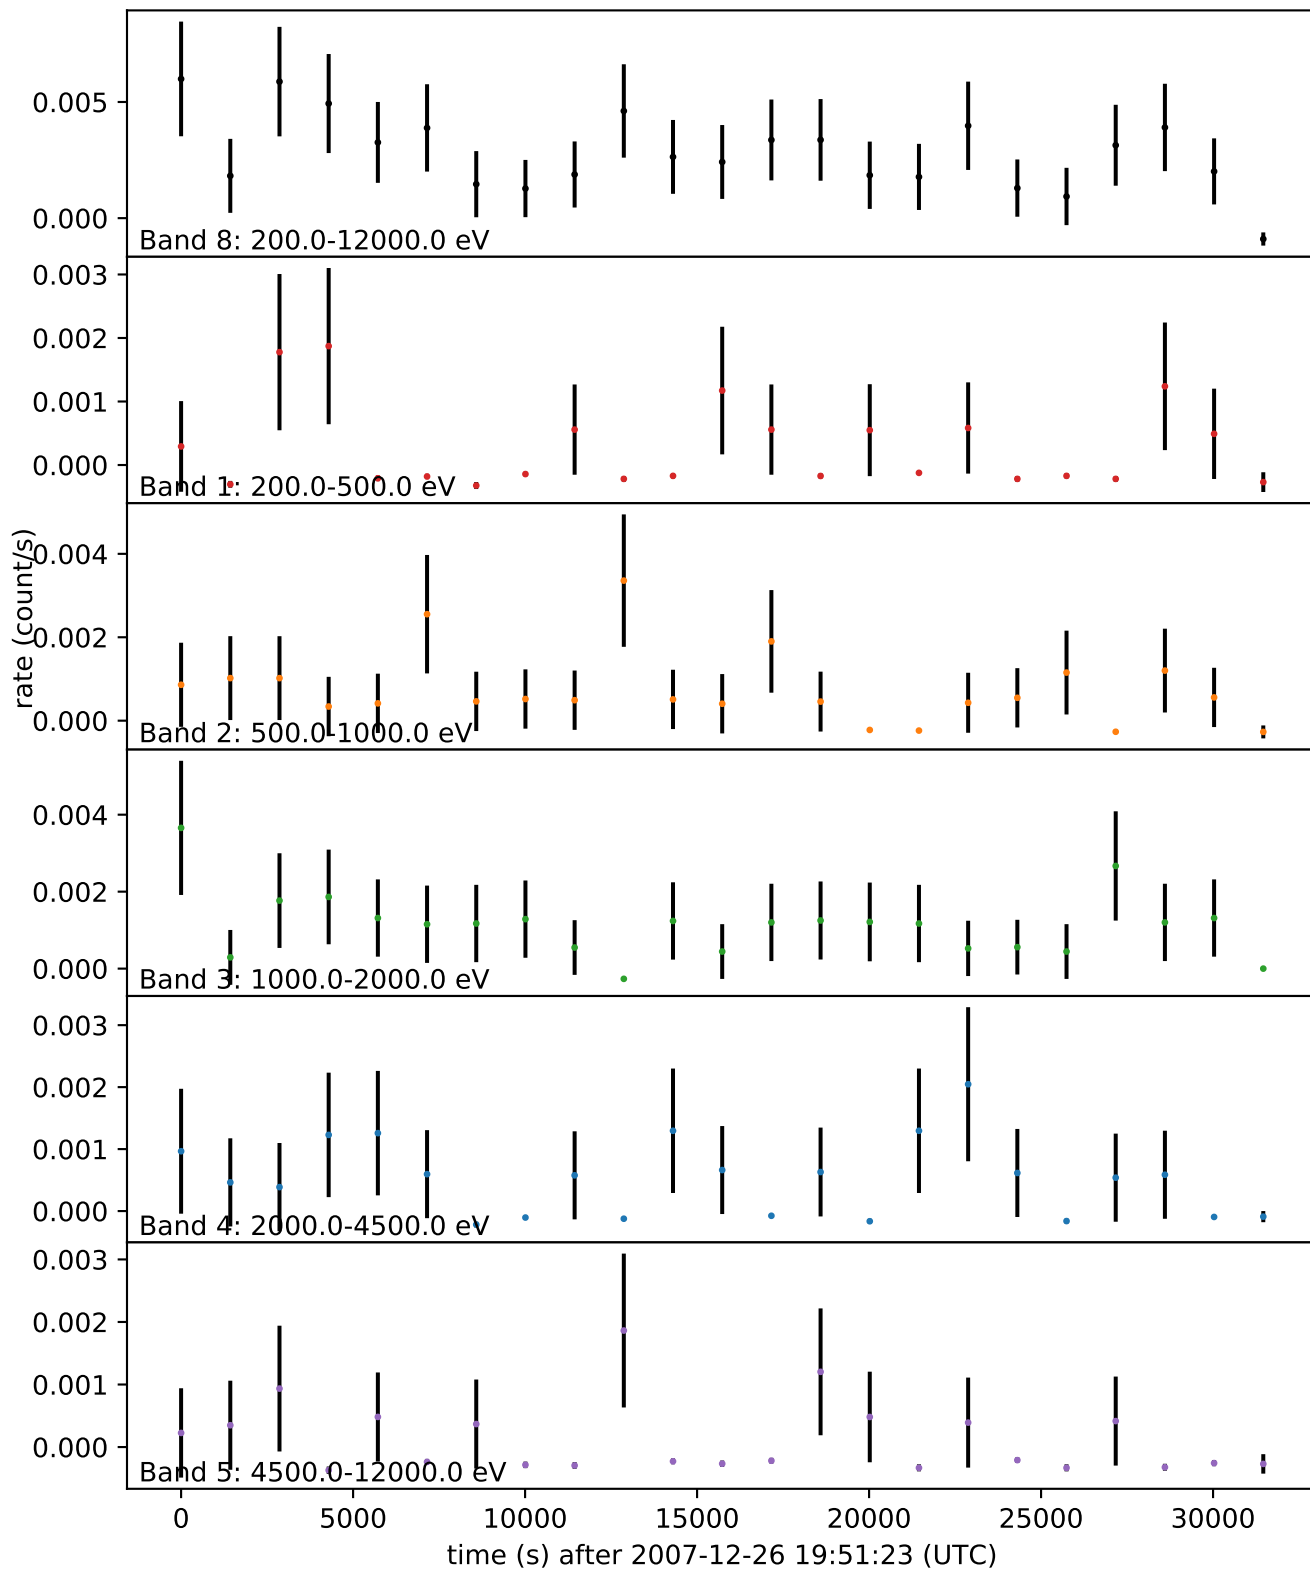 0.005
0.000
Band 8: 200.0-12000.0 eV
0.003
0.002
0.001
0.000
Band 1: 200.0-500.0 eV
rate (count/s)
0.004
0.002
0.000
Band 2: 500.0-1000.0 eV
0.004
0.002
0.000
Band 3: 1000.0-2000.0 eV
0.003
0.002
0.001
0.000
Band 4: 2000.0-4500.0 eV
0.003
0.002
0.001
0.000
Band 5: 4500.0-12000.0 eV
0 5000 10000 15000 20000 25000 30000
time (s) after 2007-12-26 19:51:23 (UTC)